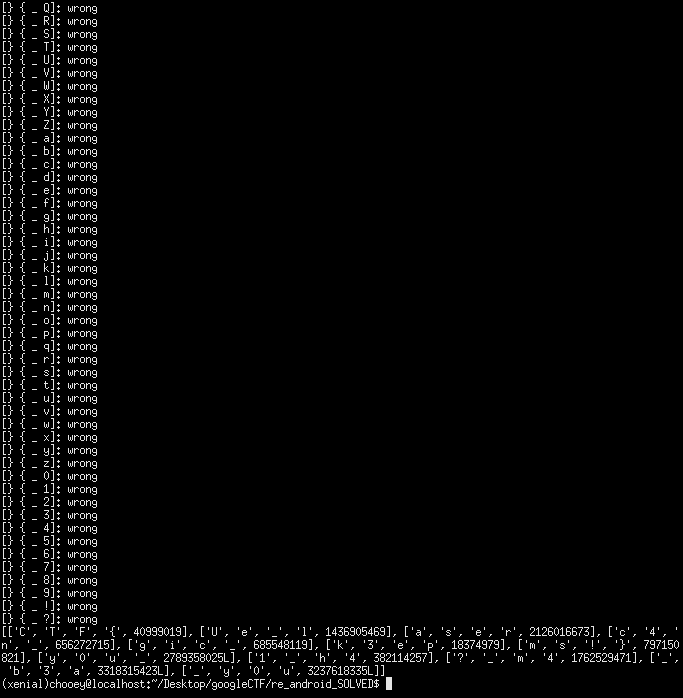 [} { _ Q]: wrong
[} { _ R]: wrong
[} { _ S]: wrong
[} { _ T]: wrong
[} { _ U]: wrong
[} { _ V]: wrong
[} { _ W]: wrong
[} { _ X]: wrong
[} { _ Y]: wrong
[} { _ Z]: wrong
[} { _ a]: wrong
[} { _ b]: wrong
[} { _ c]: wrong
[} { _ d]: wrong
[} { _ e]: wrong
[} { _ f]: wrong
[} { _ g]: wrong
[} { _ h]: wrong
[} { _ i]: wrong
[} { _ j]: wrong
[} { _ k]: wrong
[} { _ l]: wrong
[} { _ m]: wrong
[} { _ n]: wrong
[} { _ o]: wrong
[} { _ p]: wrong
[} { _ q]: wrong
[} { _ r]: wrong
[} { _ s]: wrong
[} { _ t]: wrong
[} { _ u]: wrong
[} { _ v]: wrong
[} { _ w]: wrong
[} { _ x]: wrong
[} { _ y]: wrong
[} { _ z]: wrong
[} { _ 0]: wrong
[} { _ 1]: wrong
[} { _ 2]: wrong
[} { _ 3]: wrong
[} { _ 4]: wrong
[} { _ 5]: wrong
[} { _ 6]: wrong
[} { _ 7]: wrong
[} { _ 8]: wrong
[} { _ 9]: wrong
[} { _ !]: wrong
[} { _ ?]: wrong
[['C', 'T', 'F', '{', 40999019], ['U', 'e', '_', 'l', 1436905469], ['a', 's', 'e', 'r', 2126016673], ['c', '4', '
n', '_', 656272715], ['g', 'i', 'c', '_', 685548119], ['k', '3', 'e', 'p', 18374979], ['m', 's', '!', '}', 797150
821], ['y', '0', 'u', '_', 2789358025L], ['1', '_', 'h', '4', 382114257], ['?', '_', 'm', '4', 1762529471], ['_',
 'b', '3', 'a', 3318315423L], ['_', 'y', '0', 'u', 3237618335L]]
(xenial)chooey@localhost:~/Desktop/googleCTF/re_android_SOLVED$